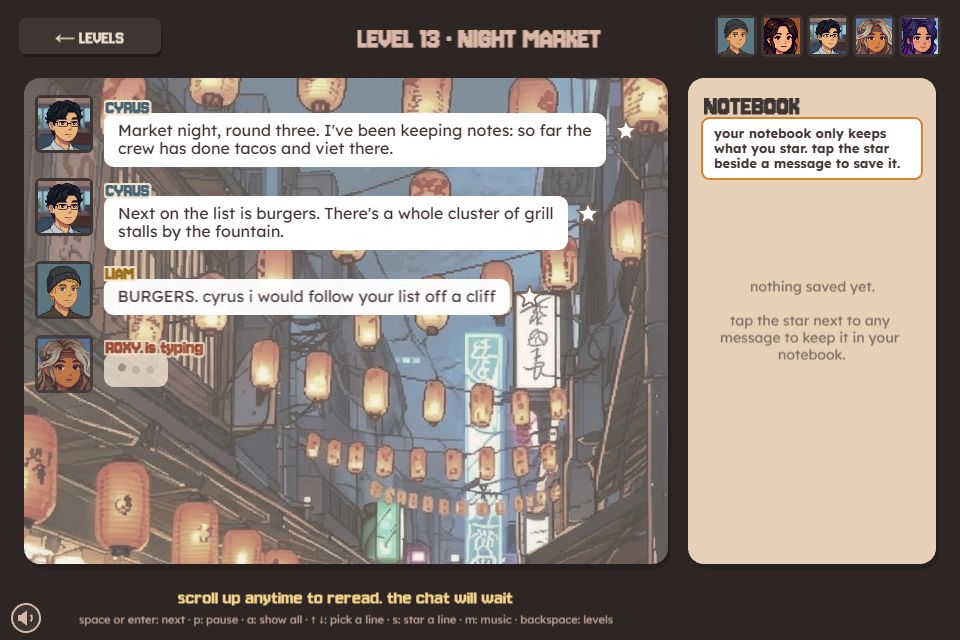 ← LEVELS
LEVEL 13 · NIGHT MARKET
CYRUS
Market night, round three. I've been keeping notes: so far the
crew has done tacos and viet there.
CYRUS
Next on the list is burgers. There's a whole cluster of grill
stalls by the fountain.
LIAM
BURGERS. cyrus i would follow your list off a cliff
ROXY is typing
NOTEBOOK
your notebook only keeps
what you star. tap the star
beside a message to save it.
nothing saved yet.
tap the star next to any
message to keep it in your
notebook.
scroll up anytime to reread. the chat will wait
space or enter: next · p: pause · a: show all · ↑ ↓: pick a line · s: star a line · m: music · backspace: levels